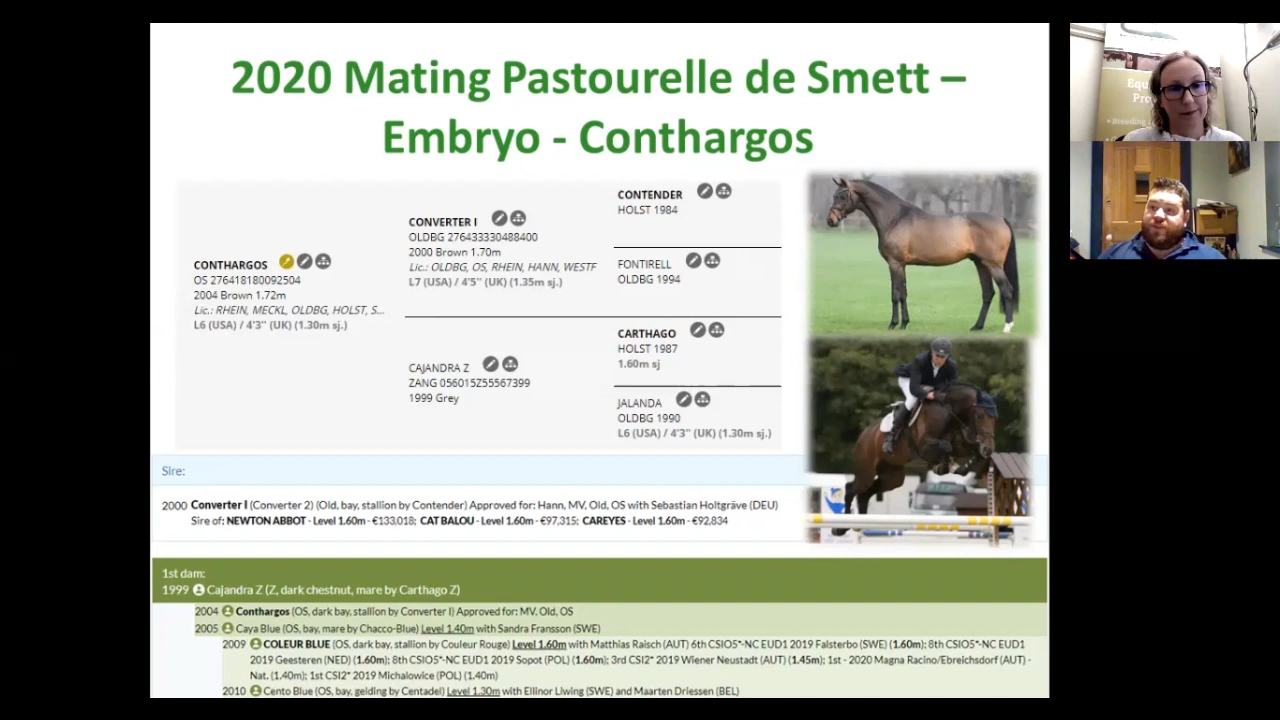 2020 Mating Pastourelle de Smett –
Embryo - Conthargos
CONTHARGOS
OS 276418180092504
2004 Brown 1.72m
Lic.: RHEIN, MECKL, OLDBG, HOLST, S...
L6 (USA) / 4'3" (UK) (1.30m sj.)
CONVERTER I
OLDBG 276433330488400
2000 Brown 1.70m
Lic.: OLDBG, OS, RHEIN, HANN, WESTF
L7 (USA) / 4'5" (UK) (1.35m sj.)
CAJANDRA Z
ZANG 056015Z55567399
1999 Grey
CONTENDER
HOLST 1984
FONTIRELL
OLDBG 1994
CARTHAGO
HOLST 1987
1.60m sj
JALANDA
OLDBG 1990
L6 (USA) / 4'3" (UK) (1.30m sj.)
Sire:
2000 Converter I (Converter 2) (Old, bay, stallion by Contender) Approved for: Hann, MV, Old, OS with Sebastian Holtgräve (DEU)
Sire of: NEWTON ABBOT - Level 1.60m - €133,018; CAT BALOU - Level 1.60m - €97,315; CAREYES - Level 1.60m - €92,834
1st dam:
1999 Cajandra Z (Z, dark chestnut, mare by Carthago Z)
2004 Conthargos (OS, dark bay, stallion by Converter I) Approved for: MV, Old, OS
2005 Caya Blue (OS, bay, mare by Chacco-Blue) Level 1.40m with Sandra Fransson (SWE)
2009 COLEUR BLUE (OS, dark bay, stallion by Couleur Rouge) Level 1.60m with Matthias Raisch (AUT) 6th CSIO5*-NC EUD1 2019 Falsterbo (SWE) (1.60m); 8th CSIO5*-NC EUD1
2019 Geesteren (NED) (1.60m); 8th CSIO5*-NC EUD1 2019 Sopot (POL) (1.60m); 3rd CSI2* 2019 Wiener Neustadt (AUT) (1.45m); 1st - 2020 Magna Racino/Ebreichsdorf (AUT) -
Nat. (1.40m); 1st CSI2* 2019 Michalowice (POL) (1.40m)
2010 Cento Blue (OS, bay, gelding by Centadel) Level 1.30m with Ellinor Liwing (SWE) and Maarten Driessen (BEL)